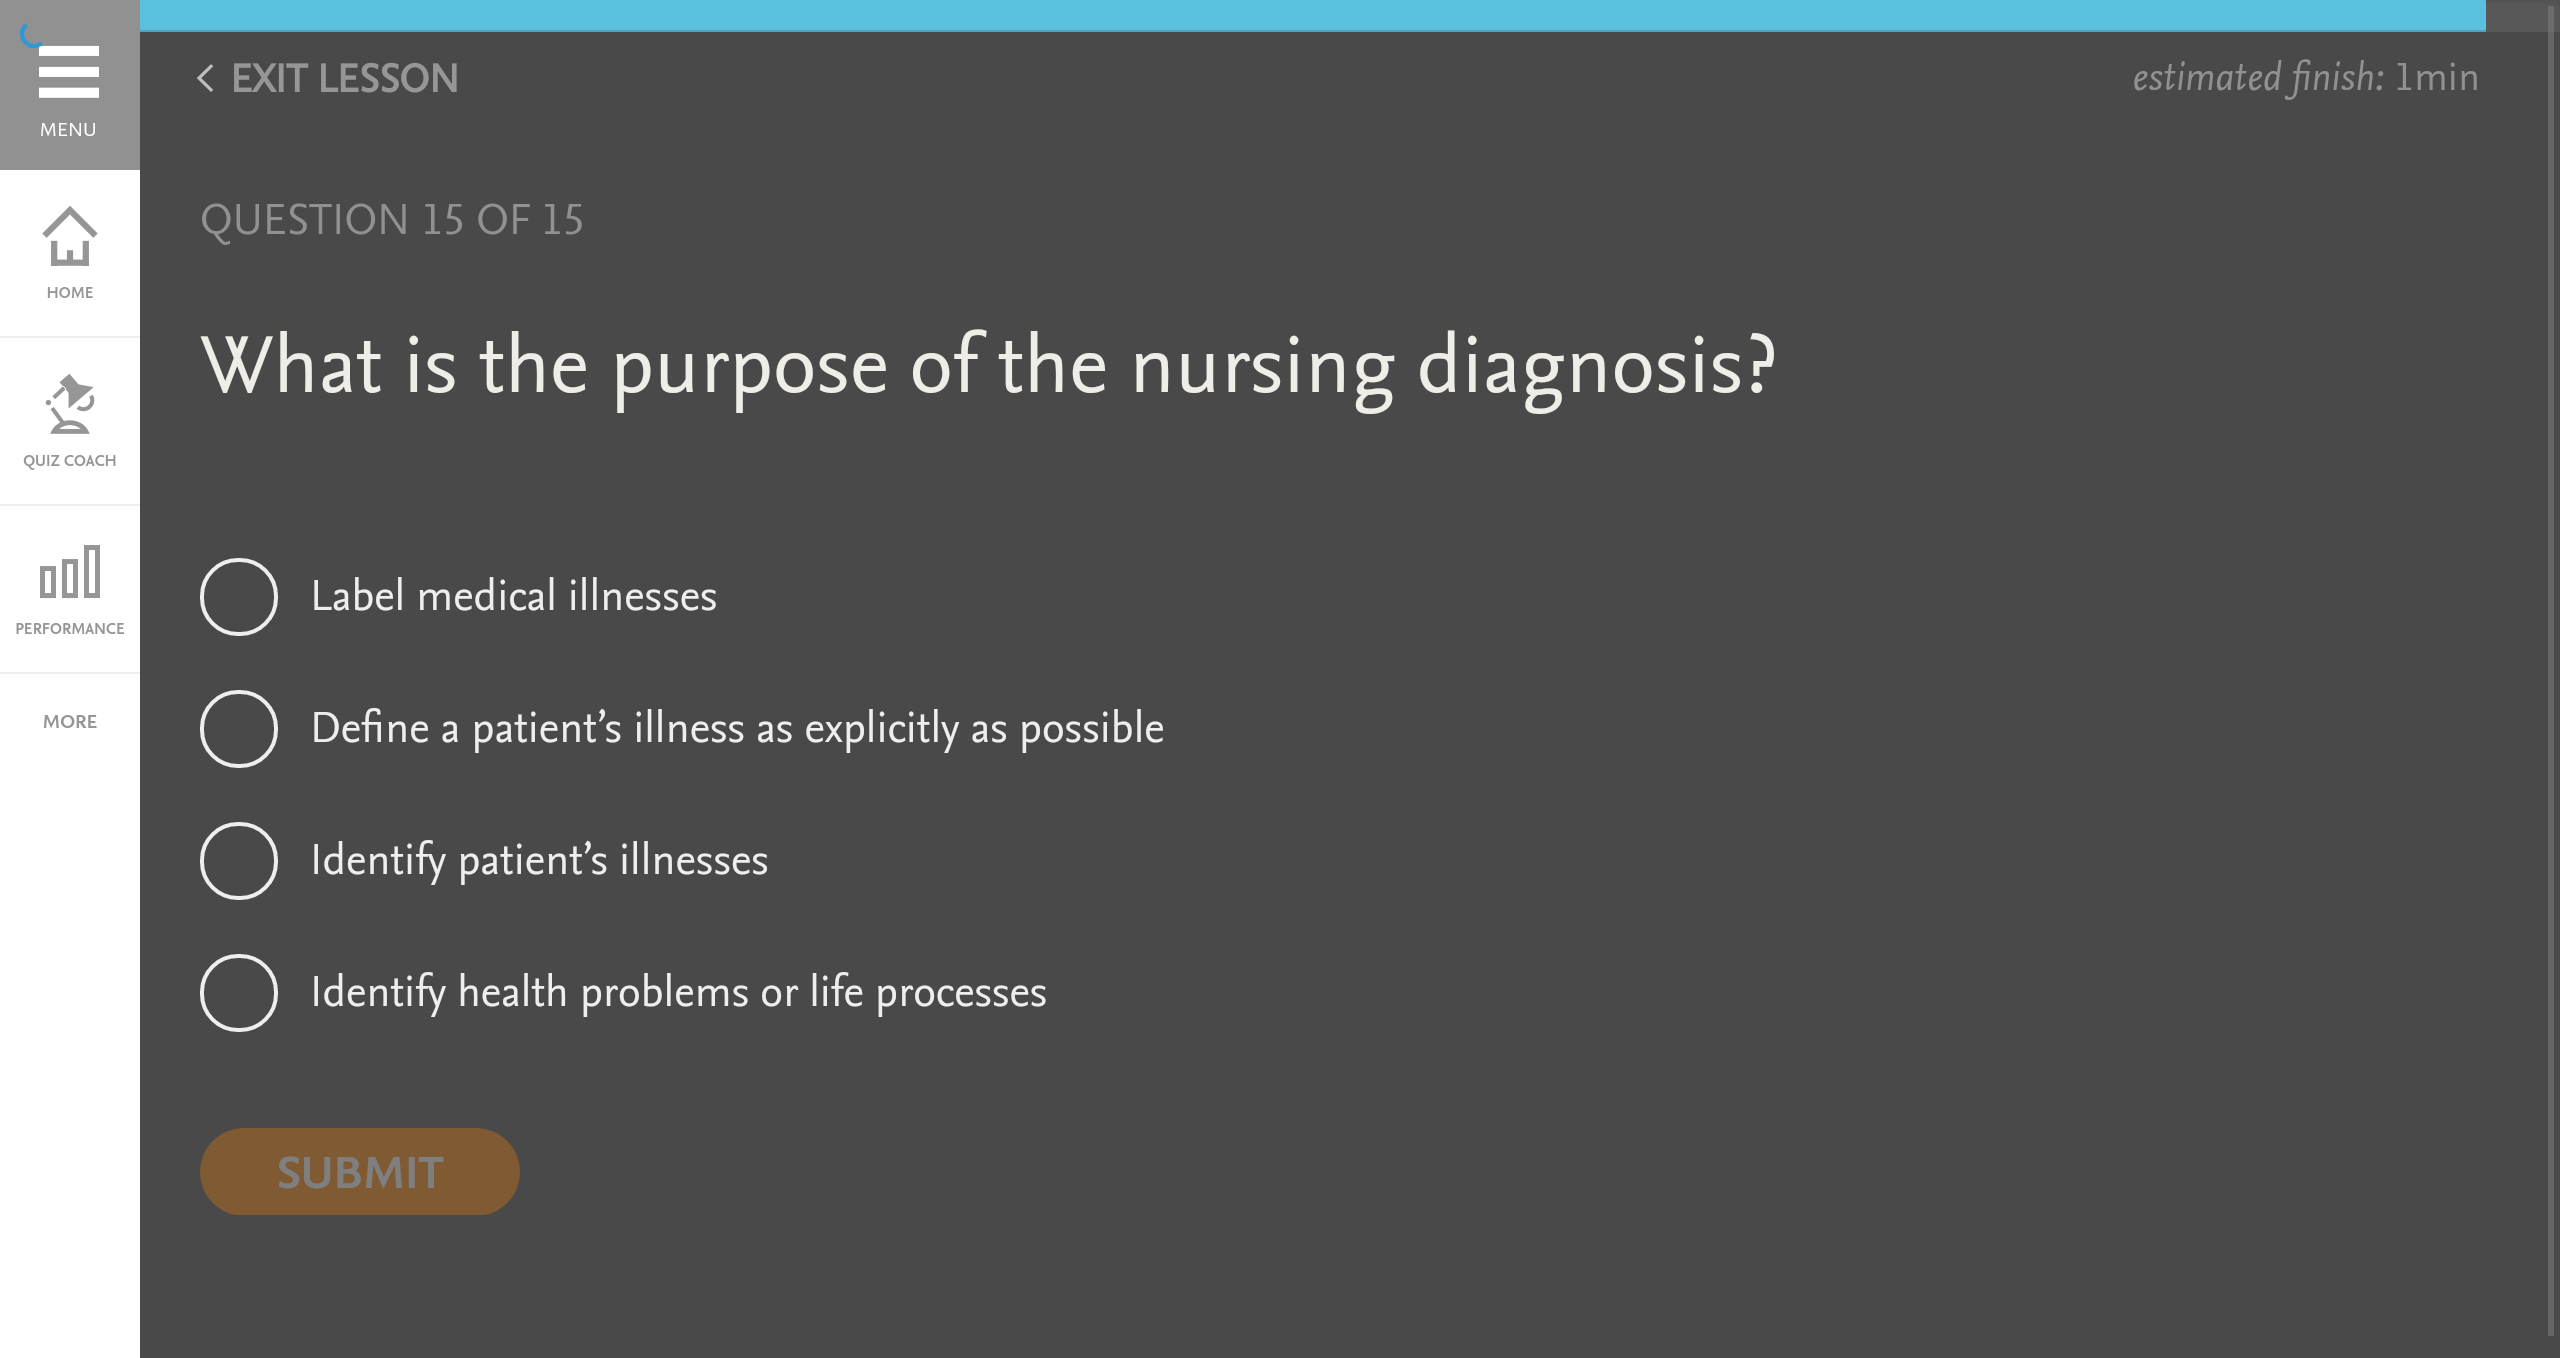 MENU
HOME
QUIZ COACH
PERFORMANCE
MORE
EXIT LESSON
estimated finish: 1min
QUESTION 15 OF 15
What is the purpose of the nursing diagnosis?
Label medical illnesses
Define a patient’s illness as explicitly as possible
Identify patient’s illnesses
Identify health problems or life processes
SUBMIT